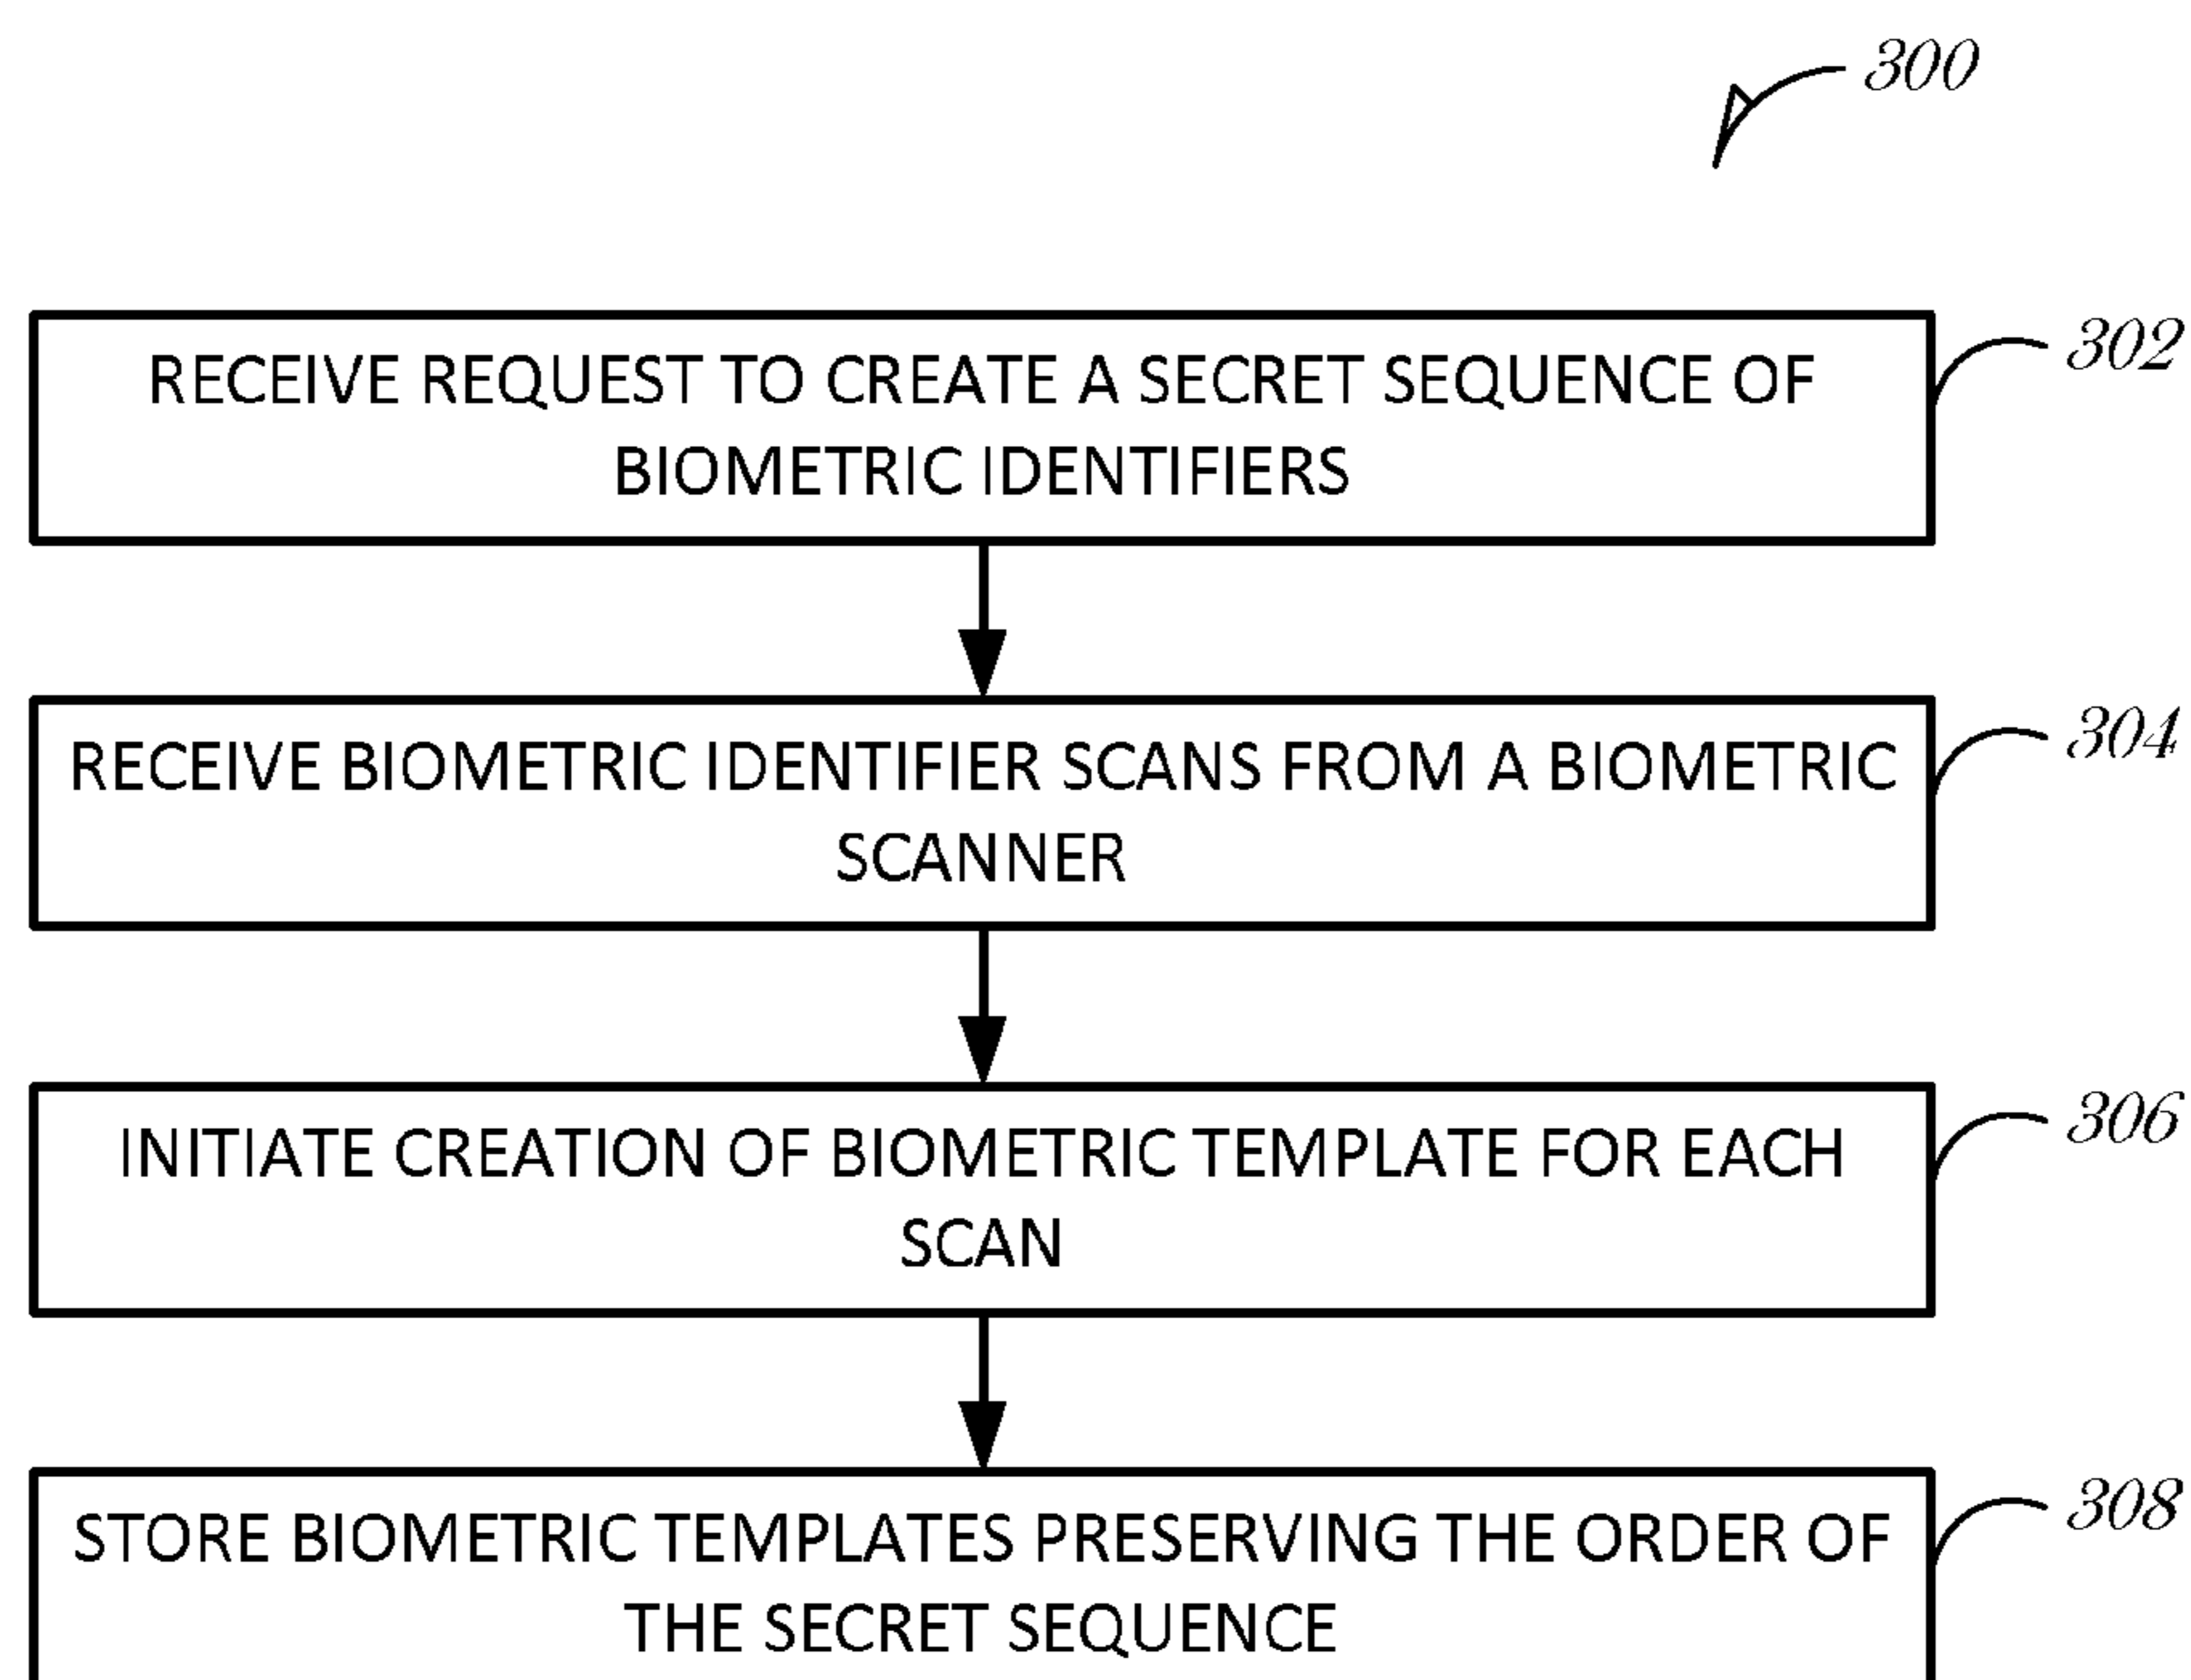 300
RECEIVE REQUEST TO CREATE A SECRET SEQUENCE OF
BIOMETRIC IDENTIFIERS
302
RECEIVE BIOMETRIC IDENTIFIER SCANS FROM A BIOMETRIC
SCANNER
304
INITIATE CREATION OF BIOMETRIC TEMPLATE FOR EACH
SCAN
306
STORE BIOMETRIC TEMPLATES PRESERVING THE ORDER OF
THE SECRET SEQUENCE
308